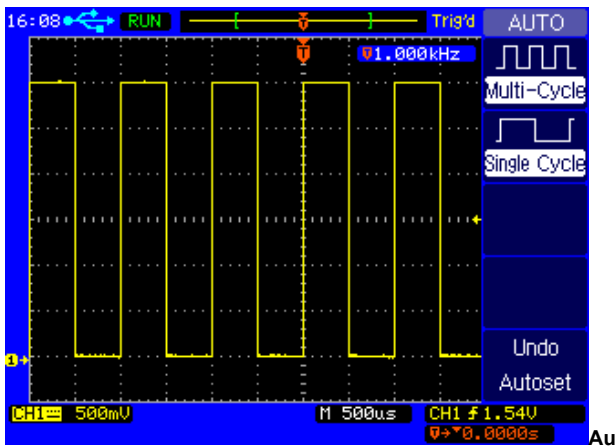 16:08 RUN T Trig'd AUTO
T
T 1.000kHz
Multi-Cycle
Single Cycle
1
Undo
Autoset
CH1 500mV M 500us CH1 1.54V
T 0.0000s
Au